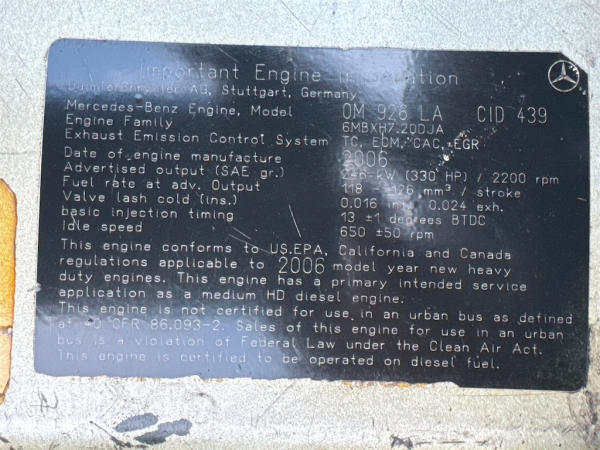 Important Engine Information
DaimlerChrysler AG, Stuttgart, Germany
Mercedes-Benz Engine, Model OM 926 LA CID 439
Engine Family 6MBXH7.20DJA
Exhaust Emission Control System TC, ECM, CAC, EGR
Date of engine manufacture 2006
Advertised output (SAE gr.) 246 kW (330 HP) / 2200 rpm
Fuel rate at adv. Output 118 - 126 mm³ / stroke
Valve lash cold (ins.) 0.016 int. 0.024 exh.
basic injection timing 13 ±1 degrees BTDC
Idle speed 650 ±50 rpm
This engine conforms to US.EPA, California and Canada
regulations applicable to 2006 model year new heavy
duty engines. This engine has a primary intended service
application as a medium HD diesel engine.
This engine is not certified for use in an urban bus as defined
at 40 CFR 86.093-2. Sales of this engine for use in an urban
bus is a violation of Federal Law under the Clean Air Act.
This engine is certified to be operated on diesel fuel.